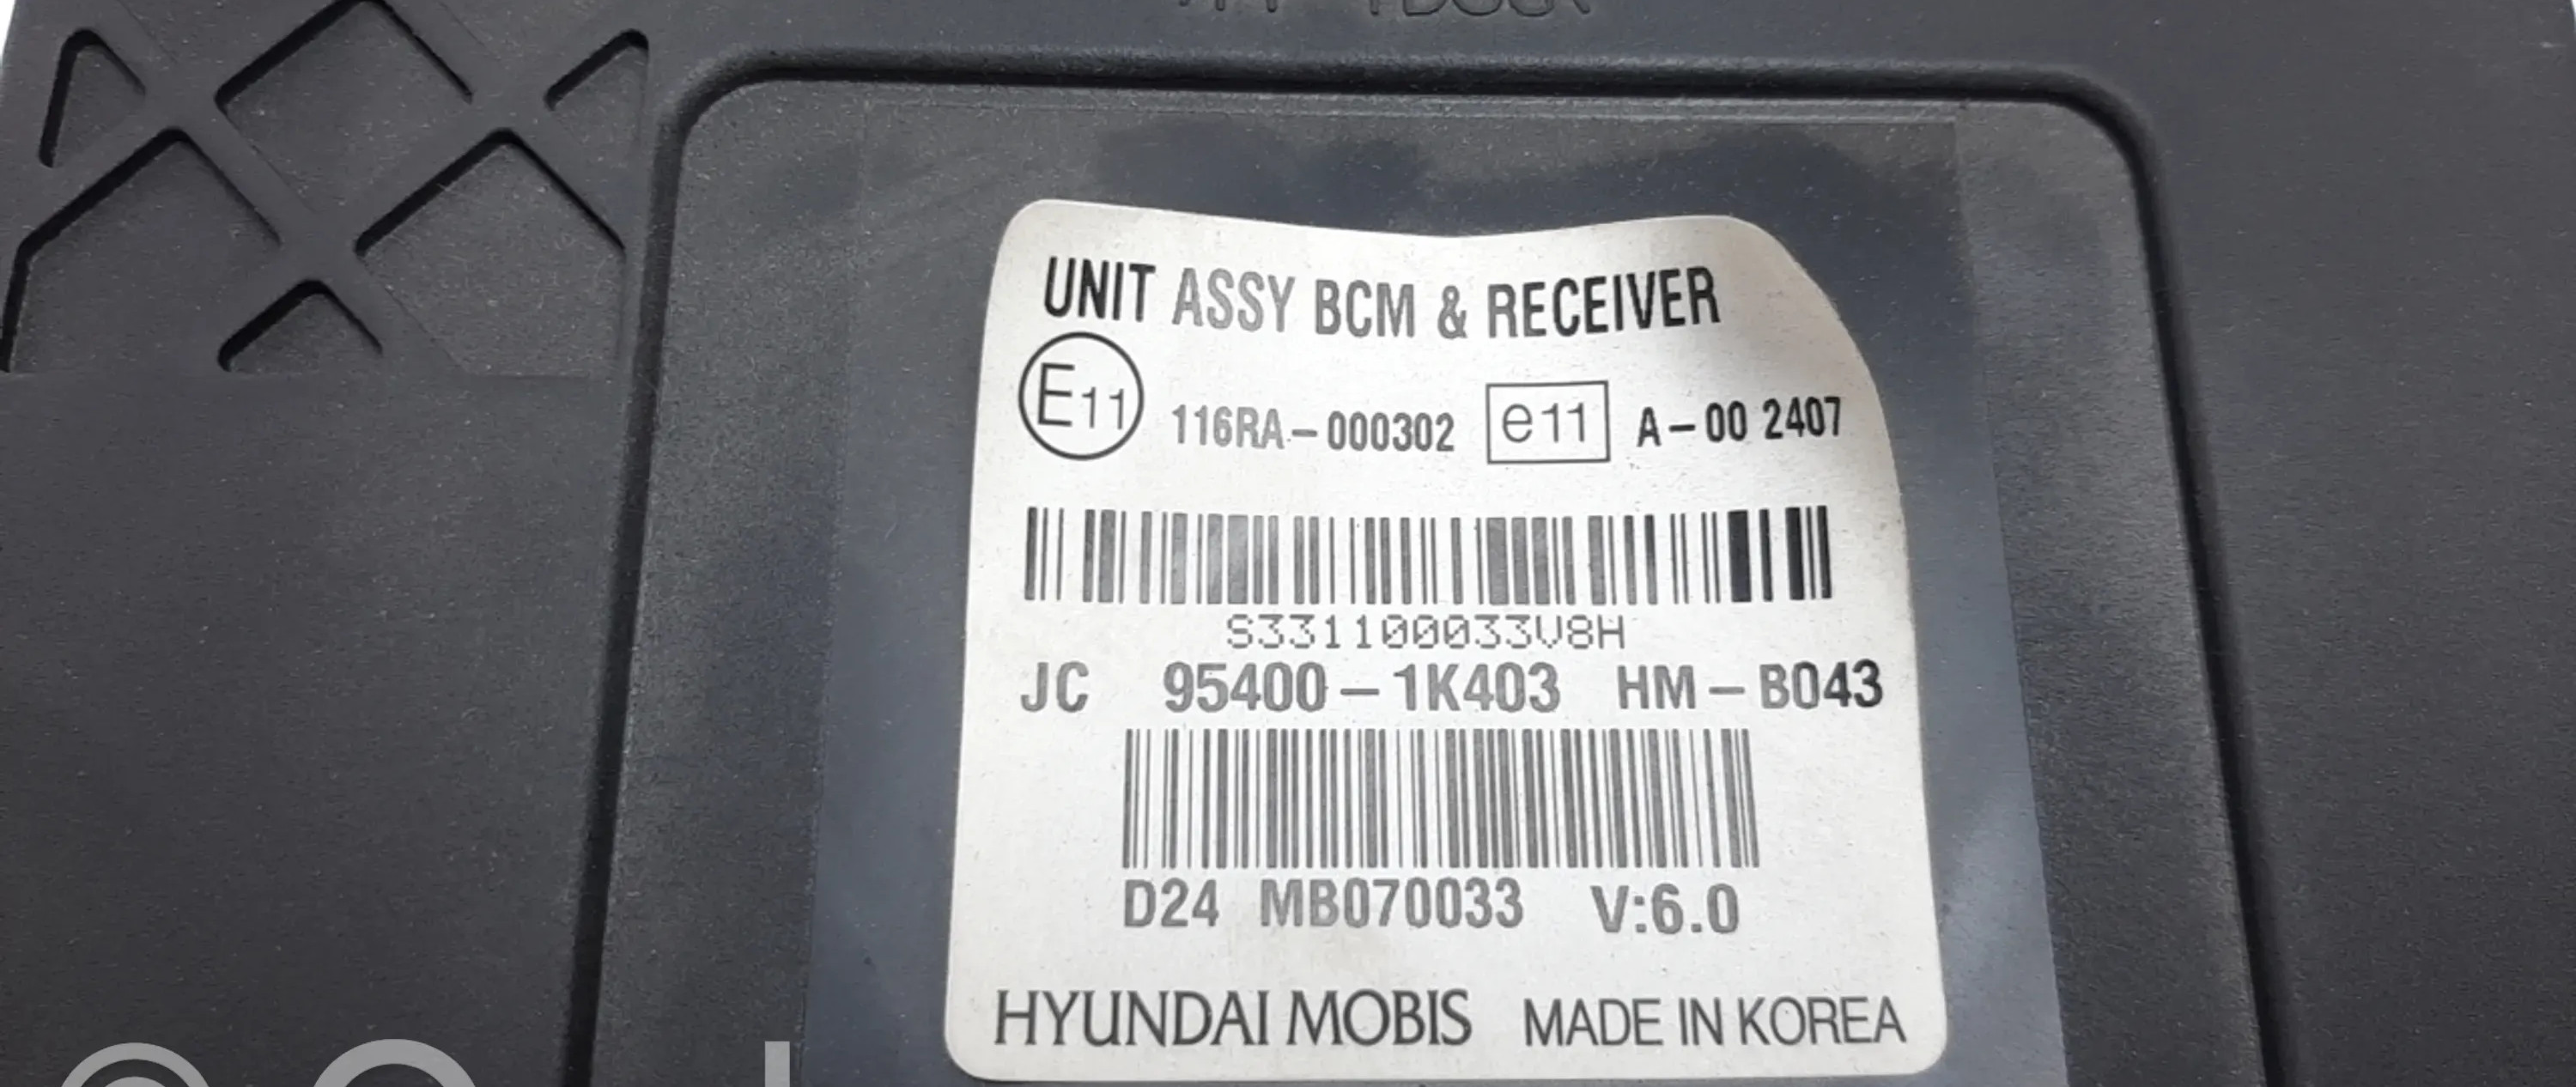 UNIT ASSY BCM & RECEIVER
E11 116RA-000302 e11 A-00 2407
S331100033V8H
JC 95400-1K403 HM-B043
D24 MB070033 V:6.0
HYUNDAI MOBIS MADE IN KOREA